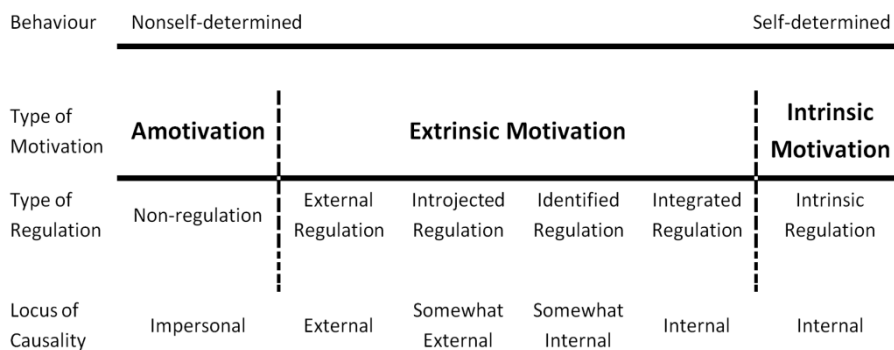 Behaviour Nonself-determined Self-determined
Type of Motivation Amotivation Extrinsic Motivation Intrinsic Motivation
Type of Regulation Non-regulation External Regulation Introjected Regulation Identified Regulation Integrated Regulation Intrinsic Regulation
Locus of Causality Impersonal External Somewhat External Somewhat Internal Internal Internal